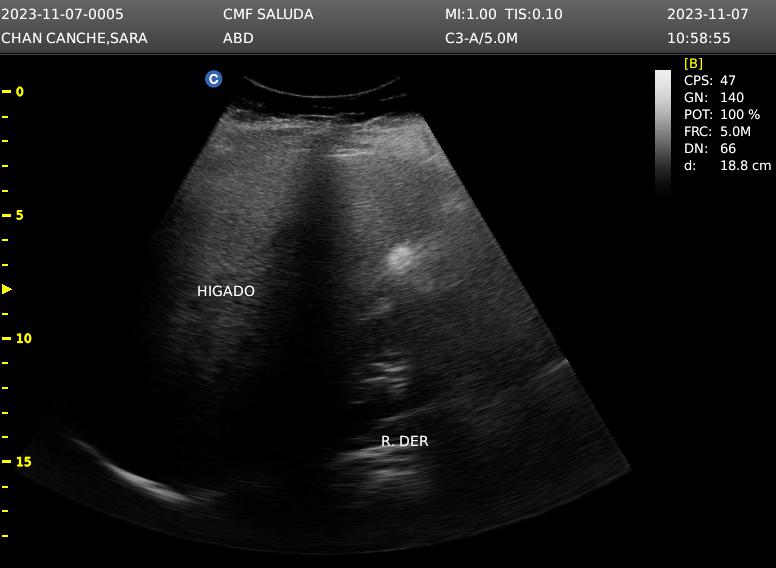 2023-11-07-0005 CMF SALUDA MI:1.00 TIS:0.10 2023-11-07
CHAN CANCHE,SARA ABD C3-A/5.0M 10:58:55
[B]
CPS: 47
GN: 140
POT: 100 %
FRC: 5.0M
DN: 66
d: 18.8 cm
C
0
5
HIGADO
10
R. DER
15